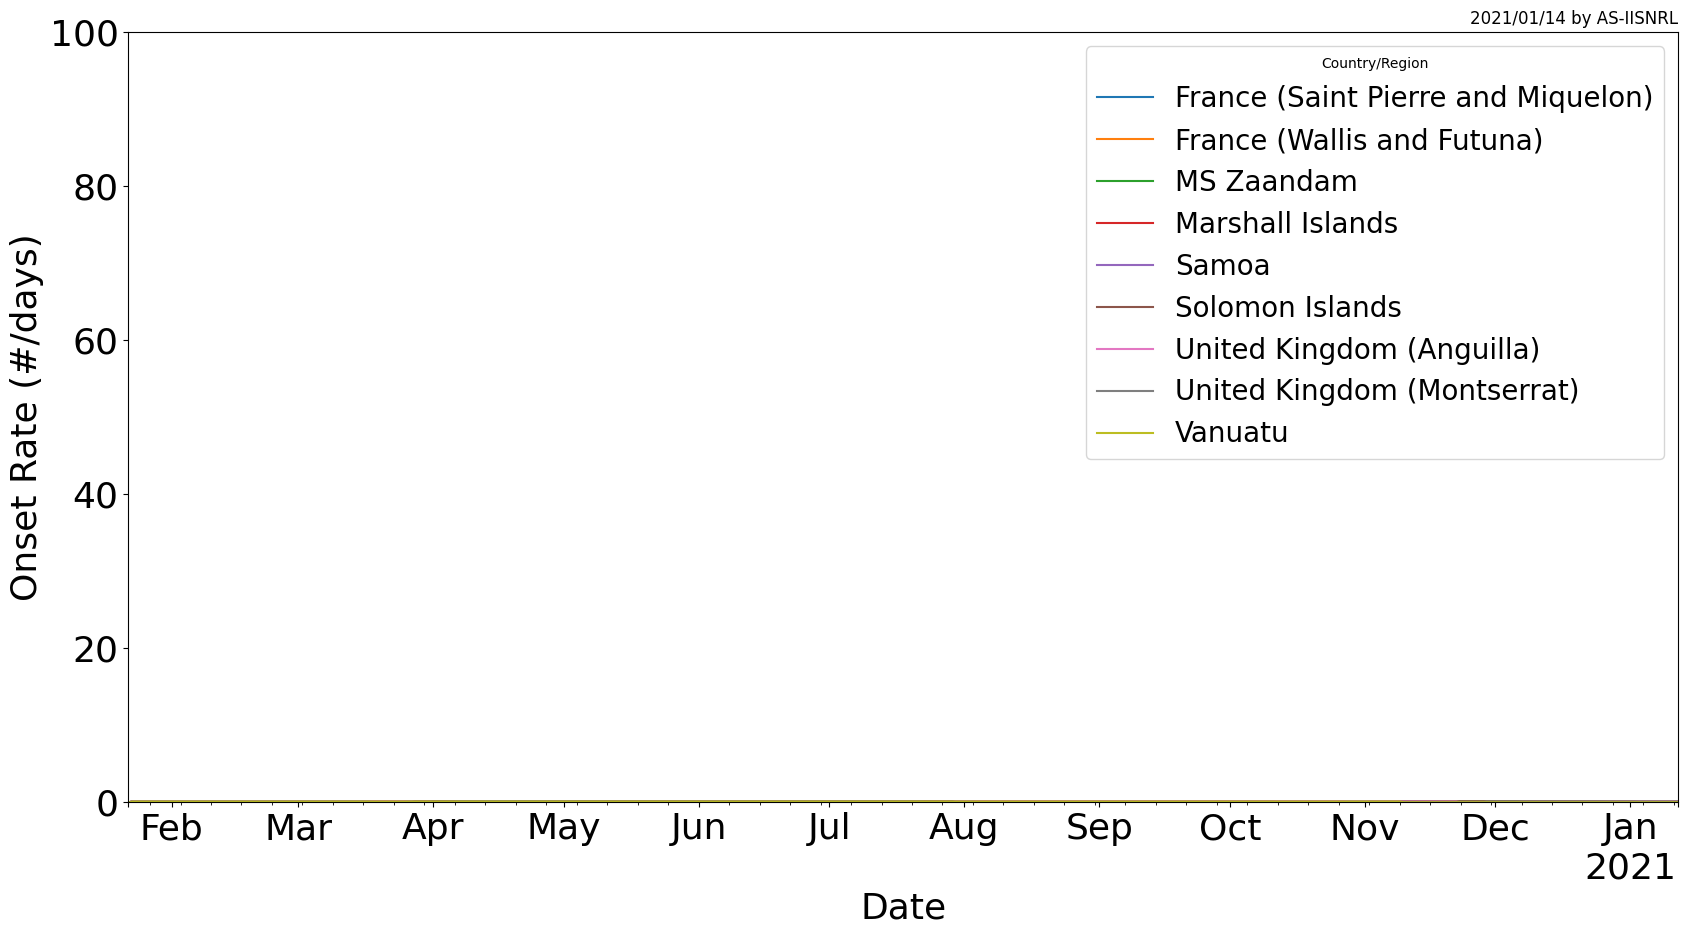 2021/01/14 by AS-IISNRL
100
80
60
40
20
0
Onset Rate (#/days)
Country/Region
France (Saint Pierre and Miquelon)
France (Wallis and Futuna)
MS Zaandam
Marshall Islands
Samoa
Solomon Islands
United Kingdom (Anguilla)
United Kingdom (Montserrat)
Vanuatu
Feb Mar Apr May Jun Jul Aug Sep Oct Nov Dec Jan
2021
Date